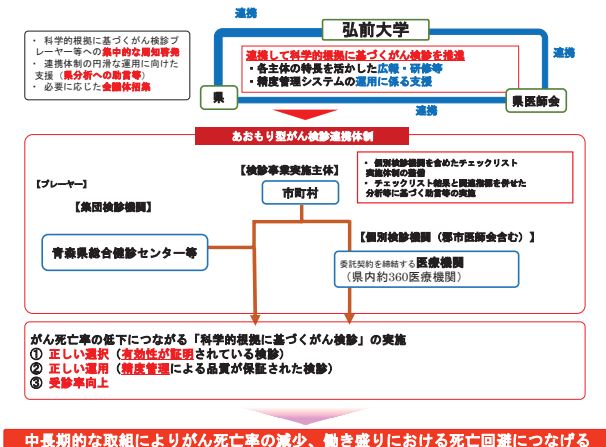 連携
弘前大学
・ 科学的根拠に基づくがん検診プ
レーヤー等への集中的な周知啓発
・ 連携体制の円滑な運用に向けた
支援（県分析への助言等）
・ 必要に応じた会議体招集
連携して科学的根拠に基づくがん検診を推進
・各主体の特長を活かした広報・研修等
・精度管理システムの運用に係る支援
連携
連携
県
県医師会
連携
あおもり型がん検診連携体制
・ 個別検診機関を含めたチェックリスト
実施体制の整備
・ チェックリスト結果と関連指標を併せた
分析等に基づく助言等の実施
【検診事業実施主体】
市町村
【プレーヤー】
【集団検診機関】
青森県総合健診センター等
【個別検診機関（郡市医師会含む）】
委託契約を締結する医療機関
（県内約360医療機関）
がん死亡率の低下につながる「科学的根拠に基づくがん検診」の実施
① 正しい選択（有効性が証明されている検診）
② 正しい運用（精度管理による品質が保証された検診）
③ 受診率向上
中長期的な取組によりがん死亡率の減少、働き盛りにおける死亡回避につなげる